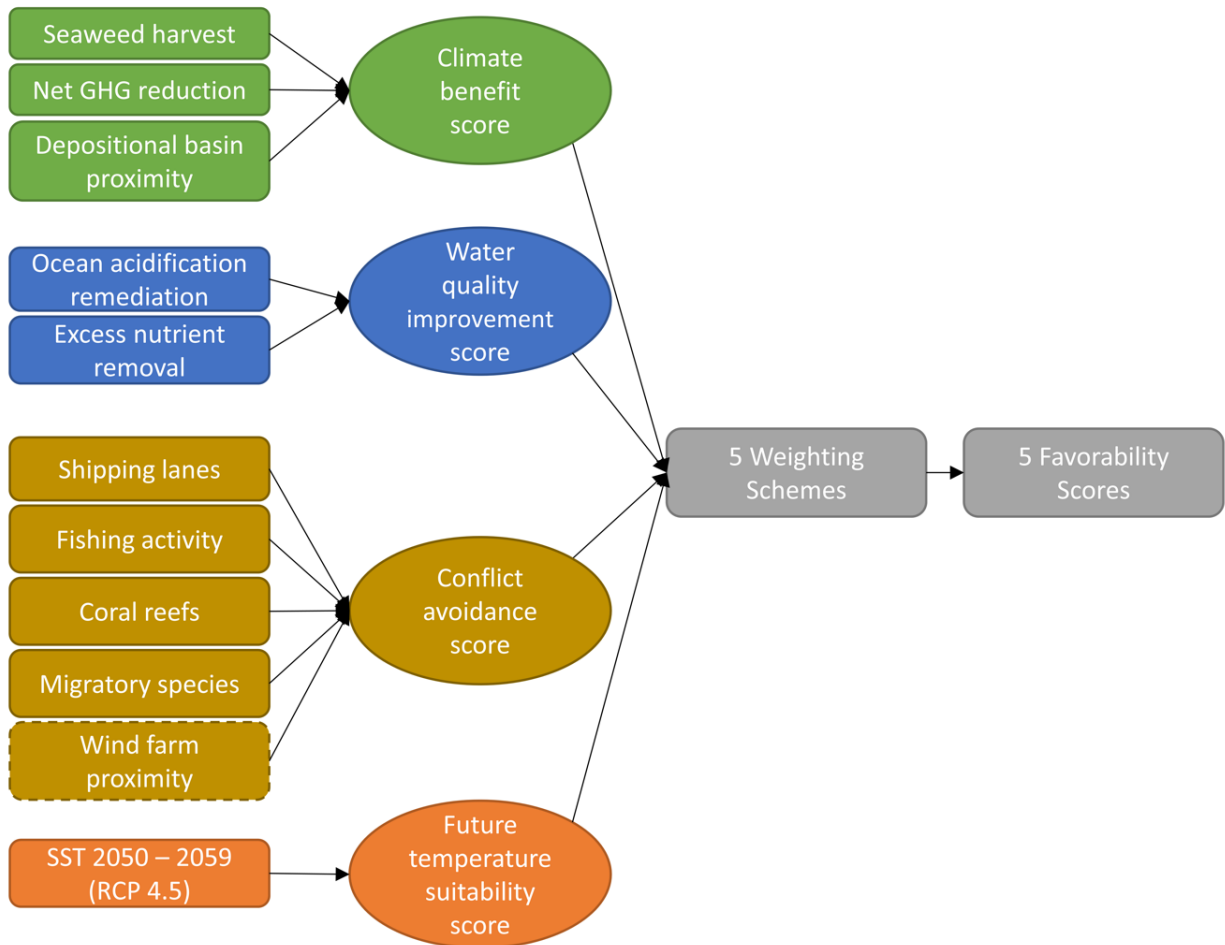 Seaweed harvest
Net GHG reduction
Depositional basin
proximity
Climate
benefit
score
Ocean acidification
remediation
Excess nutrient
removal
Water
quality
improvement
score
Shipping lanes
Fishing activity
Coral reefs
Migratory species
Wind farm
proximity
Conflict
avoidance
score
SST 2050 – 2059
(RCP 4.5)
Future
temperature
suitability
score
5 Weighting
Schemes
5 Favorability
Scores